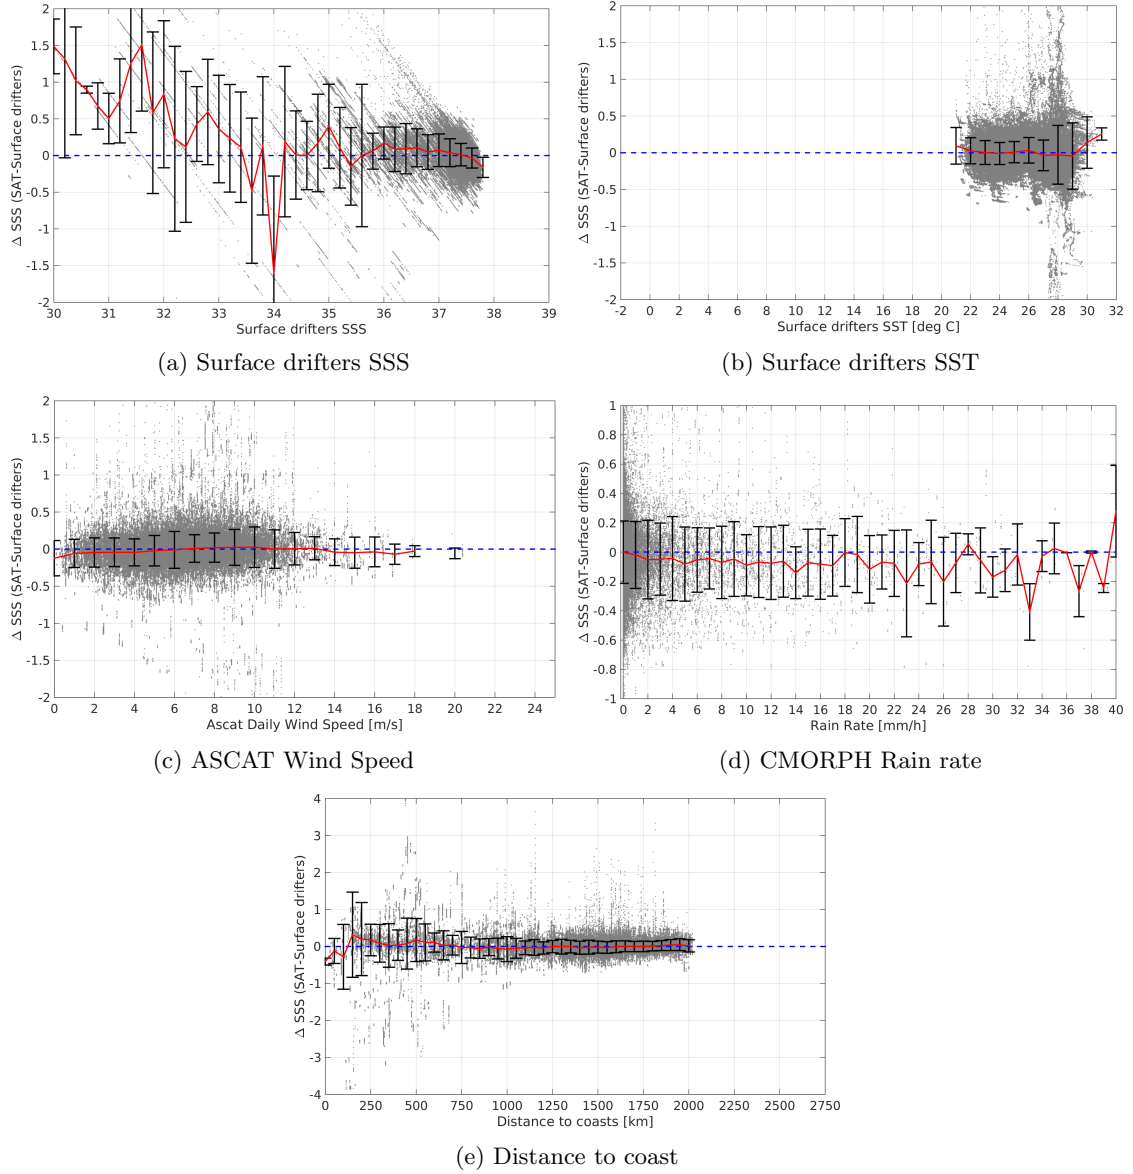 2
1.5
1
0.5
0
-0.5
-1
-1.5
-2
Δ SSS (SAT-Surface drifters)
30 31 32 33 34 35 36 37 38 39
Surface drifters SSS
(a) Surface drifters SSS
2
1.5
1
0.5
0
-0.5
-1
-1.5
-2
Δ SSS (SAT-Surface drifters)
-2 0 2 4 6 8 10 12 14 16 18 20 22 24 26 28 30 32
Surface drifters SST [deg C]
(b) Surface drifters SST
2
1.5
1
0.5
0
-0.5
-1
-1.5
-2
Δ SSS (SAT-Surface drifters)
0 2 4 6 8 10 12 14 16 18 20 22 24
Ascat Daily Wind Speed [m/s]
(c) ASCAT Wind Speed
1
0.8
0.6
0.4
0.2
0
-0.2
-0.4
-0.6
-0.8
-1
Δ SSS (SAT-Surface drifters)
0 2 4 6 8 10 12 14 16 18 20 22 24 26 28 30 32 34 36 38 40
Rain Rate [mm/h]
(d) CMORPH Rain rate
4
3
2
1
0
-1
-2
-3
-4
Δ SSS (SAT-Surface drifters)
0 250 500 750 1000 1250 1500 1750 2000 2250 2500 2750
Distance to coasts [km]
(e) Distance to coast